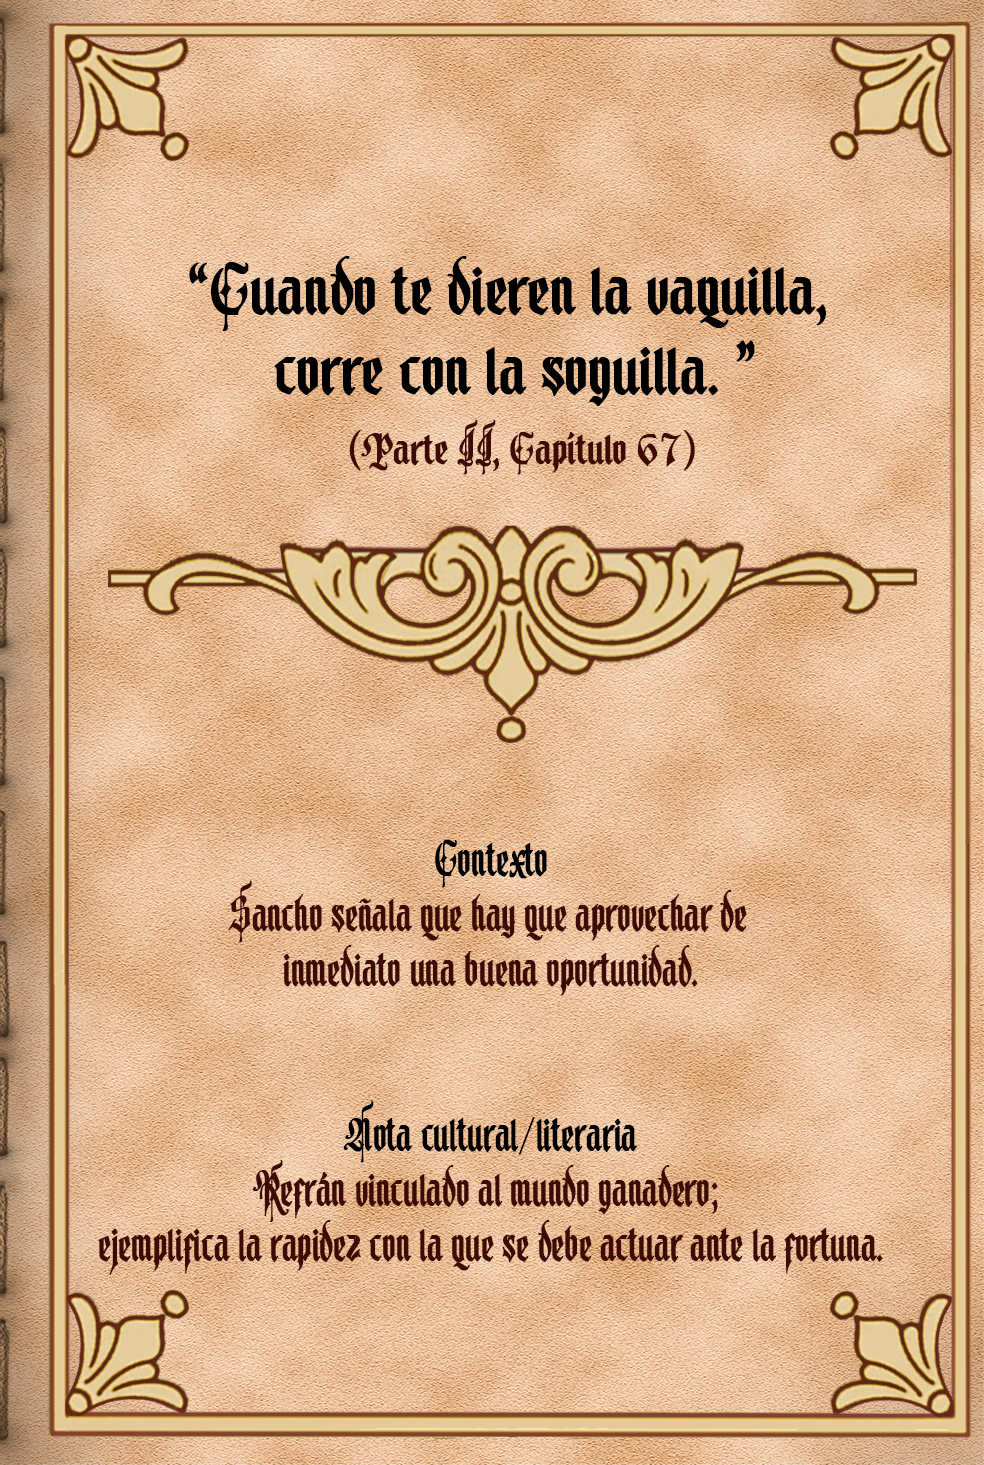 “Cuando te dieren la vaquilla,
corre con la soguilla. ”
(Parte II, Capítulo 67)
Contexto
Sancho señala que hay que aprovechar de
inmediato una buena oportunidad.
Nota cultural/literaria
Refrán vinculado al mundo ganadero;
ejemplifica la rapidez con la que se debe actuar ante la fortuna.